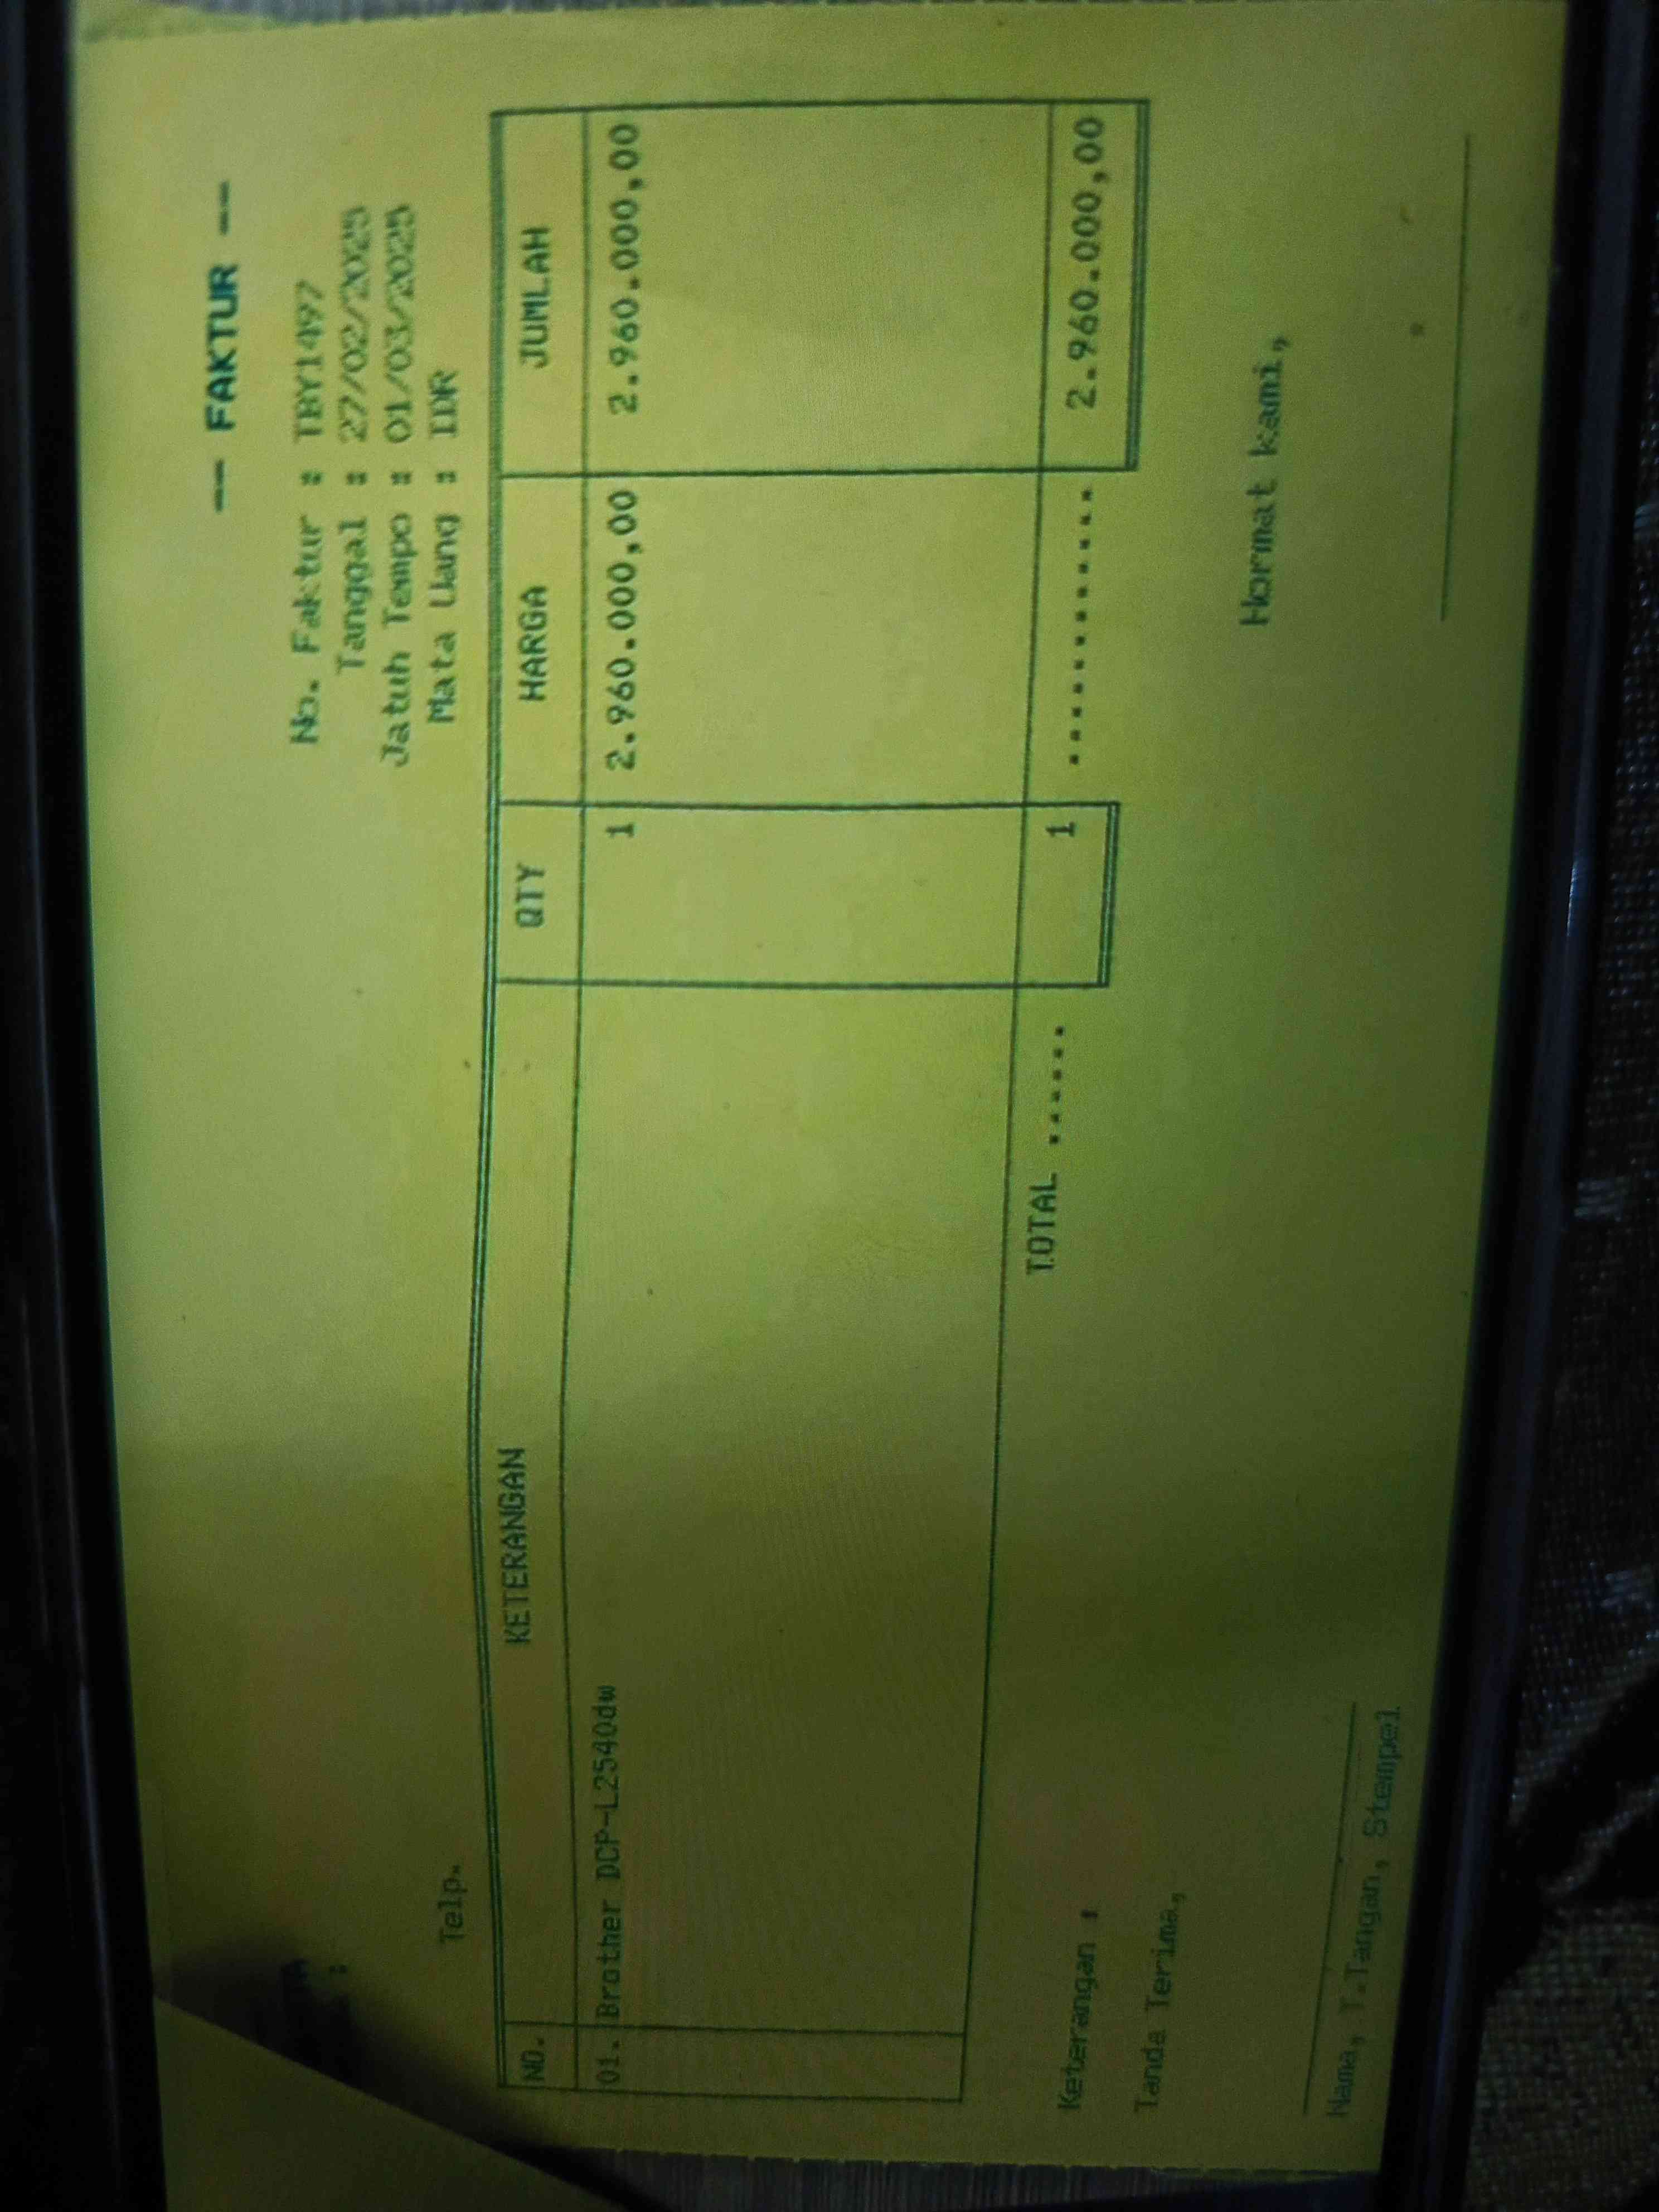 -- FAKTUR --
No. Faktur : TBY1497
Tanggal : 27/02/2025
Jatuh Tempo : 01/03/2025
Mata Uang : IDR
Telp.
NO. KETERANGAN QTY HARGA JUMLAH
01. Brother DCP-L2540dw 1 2.960.000,00 2.960.000,00
TOTAL ...... 1 ............. 2.960.000,00
Keterangan :
Tanda Terima, Hormat kami,
Nama, T.Tangan, Stempel